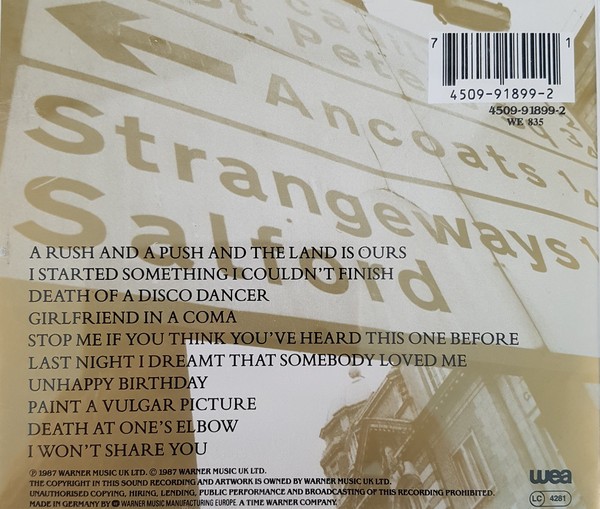 cadil
St. Pete
Ancoats 1
Strangeways 1
Salford
7
1
4509-91899-2
4509-91899-2
WE 835
A RUSH AND A PUSH AND THE LAND IS OURS
I STARTED SOMETHING I COULDN'T FINISH
DEATH OF A DISCO DANCER
GIRLFRIEND IN A COMA
STOP ME IF YOU THINK YOU'VE HEARD THIS ONE BEFORE
LAST NIGHT I DREAMT THAT SOMEBODY LOVED ME
UNHAPPY BIRTHDAY
PAINT A VULGAR PICTURE
DEATH AT ONE'S ELBOW
I WON'T SHARE YOU
℗ 1987 WARNER MUSIC UK LTD. © 1987 WARNER MUSIC UK LTD.
THE COPYRIGHT IN THIS SOUND RECORDING AND ARTWORK IS OWNED BY WARNER MUSIC UK LTD.
UNAUTHORISED COPYING, HIRING, LENDING, PUBLIC PERFORMANCE AND BROADCASTING OF THIS RECORDING PROHIBITED.
MADE IN GERMANY BY WARNER MUSIC MANUFACTURING EUROPE. A TIME WARNER COMPANY.
wea
LC 4281